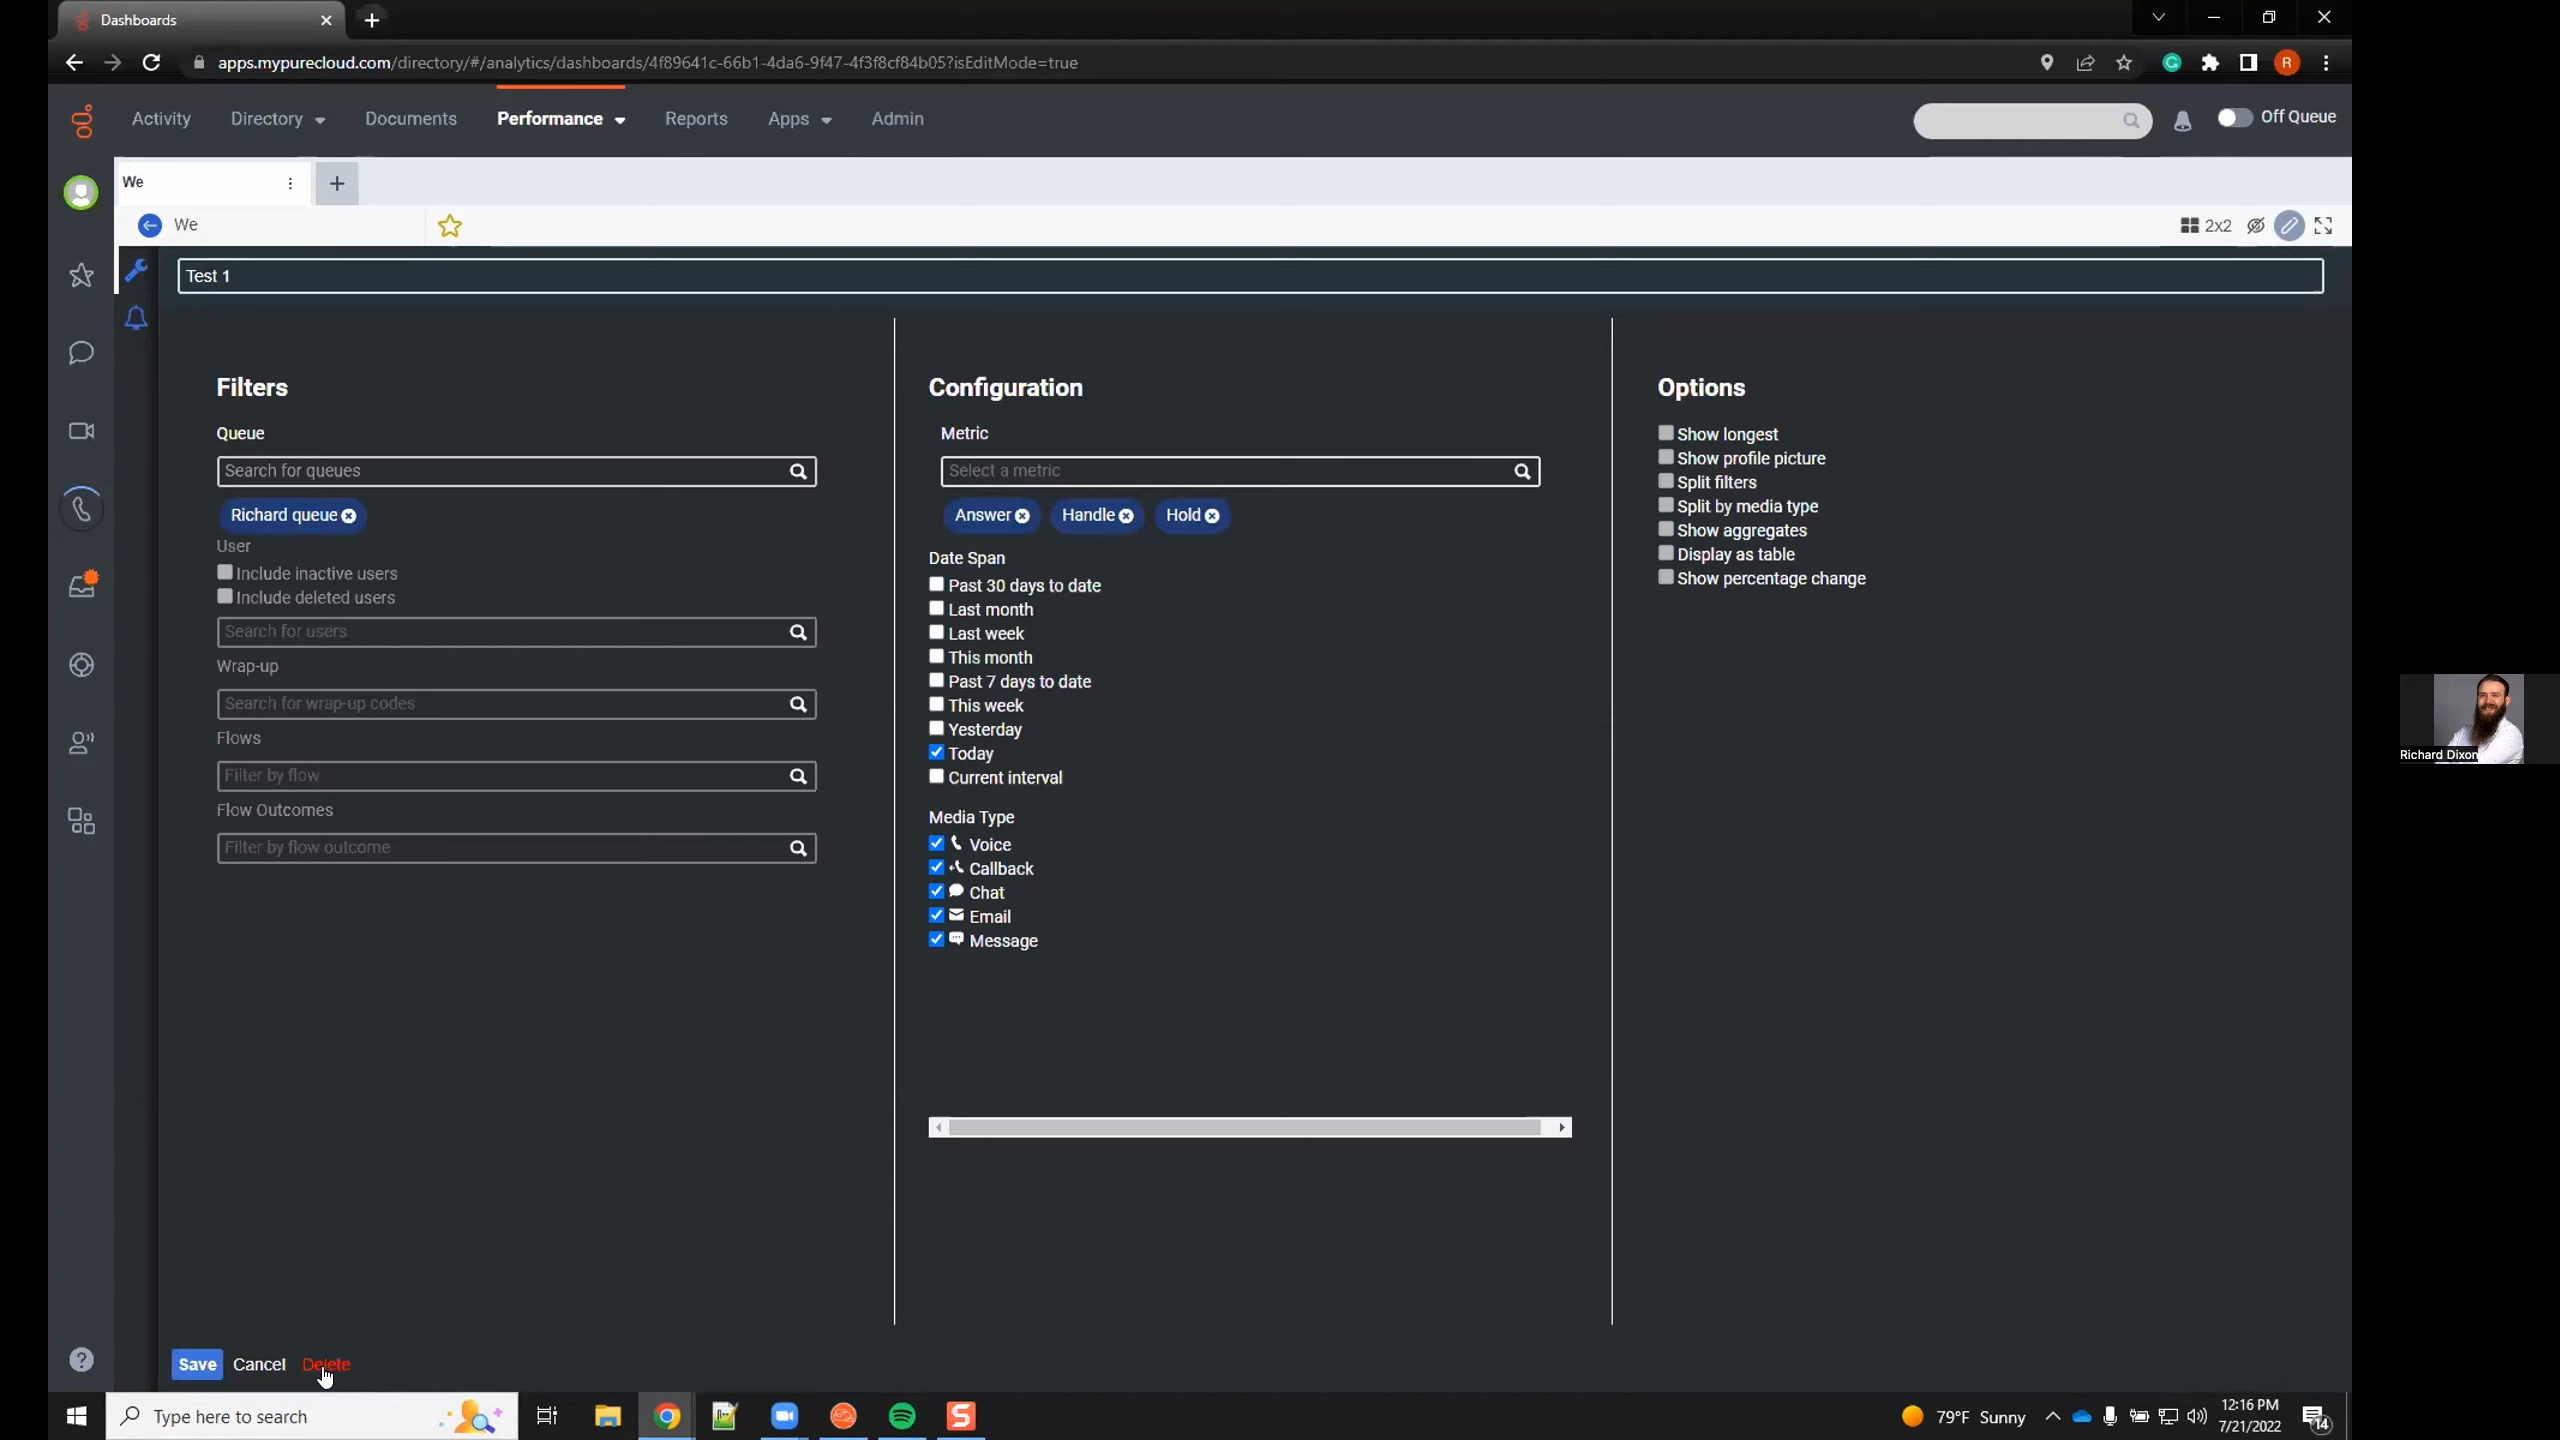 Dashboards
apps.mypurecloud.com/directory/#/analytics/dashboards/4f89641c-66b1-4da6-9f47-4f3f8cf84b05?isEditMode=true
R
Activity Directory Documents Performance Reports Apps Admin
Off Queue
We
We
2x2
Test 1
Filters
Queue
Search for queues
Richard queue
User
Include inactive users
Include deleted users
Search for users
Wrap-up
Search for wrap-up codes
Flows
Filter by flow
Flow Outcomes
Filter by flow outcome
Configuration
Metric
Select a metric
Answer Handle Hold
Date Span
Past 30 days to date
Last month
Last week
This month
Past 7 days to date
This week
Yesterday
Today
Current interval
Media Type
Voice
Callback
Chat
Email
Message
Options
Show longest
Show profile picture
Split filters
Split by media type
Show aggregates
Display as table
Show percentage change
Richard Dixon
Save Cancel Delete
Type here to search
79°F Sunny
12:16 PM
7/21/2022
14